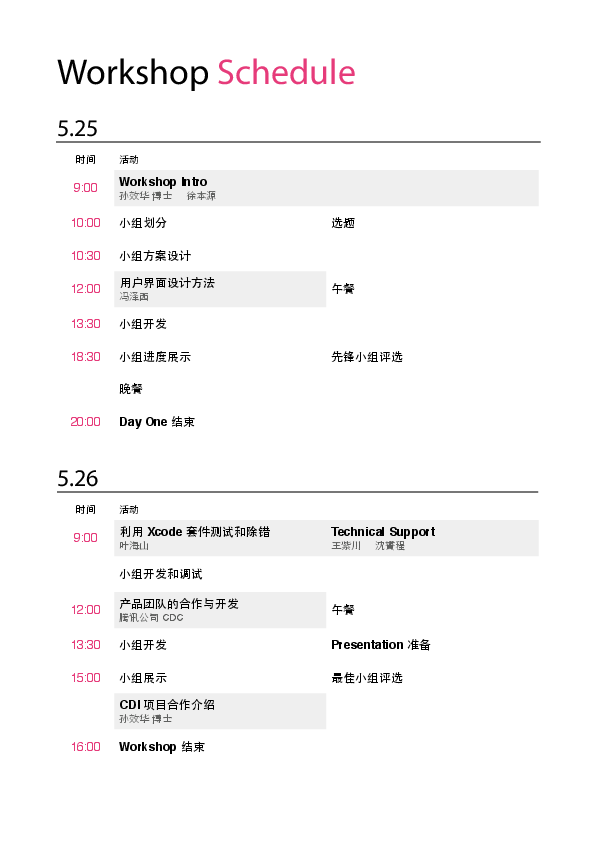 Workshop Schedule
5.25
时间 活动
9:00 Workshop Intro
孙效华 博士 徐本源
10:00 小组划分 选题
10:30 小组方案设计
12:00 用户界面设计方法 午餐
冯泽西
13:30 小组开发
18:30 小组进度展示 先锋小组评选
晚餐
20:00 Day One 结束
5.26
时间 活动
9:00 利用 Xcode 套件测试和除错 Technical Support
叶海山 王紫川 沈霄程
小组开发和调试
12:00 产品团队的合作与开发 午餐
腾讯公司 CDC
13:30 小组开发 Presentation 准备
15:00 小组展示 最佳小组评选
CDI 项目合作介绍
孙效华 博士
16:00 Workshop 结束